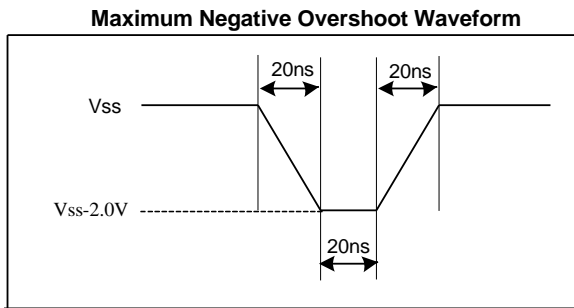 Maximum Negative Overshoot Waveform
20ns 20ns
Vss
Vss-2.0V
20ns